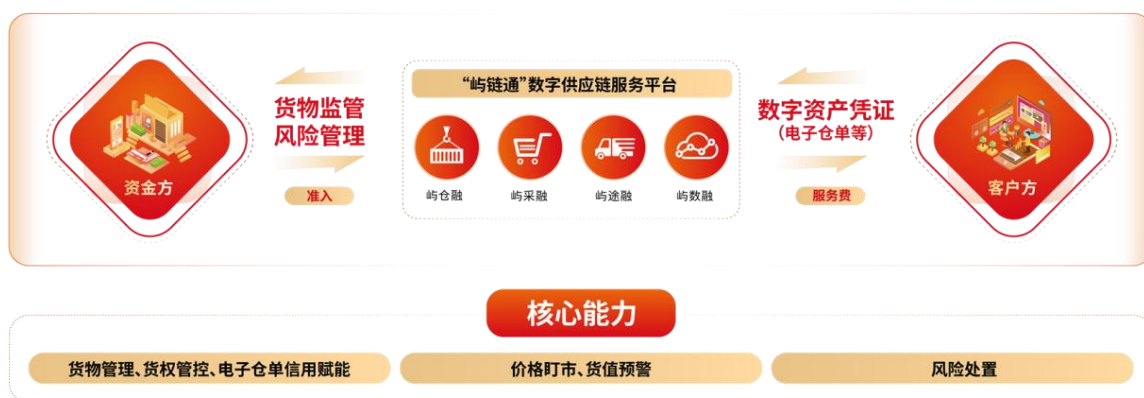 资金方
货物监管
风险管理
准入
“屿链通”数字供应链服务平台
屿仓融
屿采融
屿途融
屿数融
数字资产凭证
(电子仓单等)
服务费
客户方
核心能力
货物管理、货权管控、电子仓单信用赋能
价格盯市、货值预警
风险处置